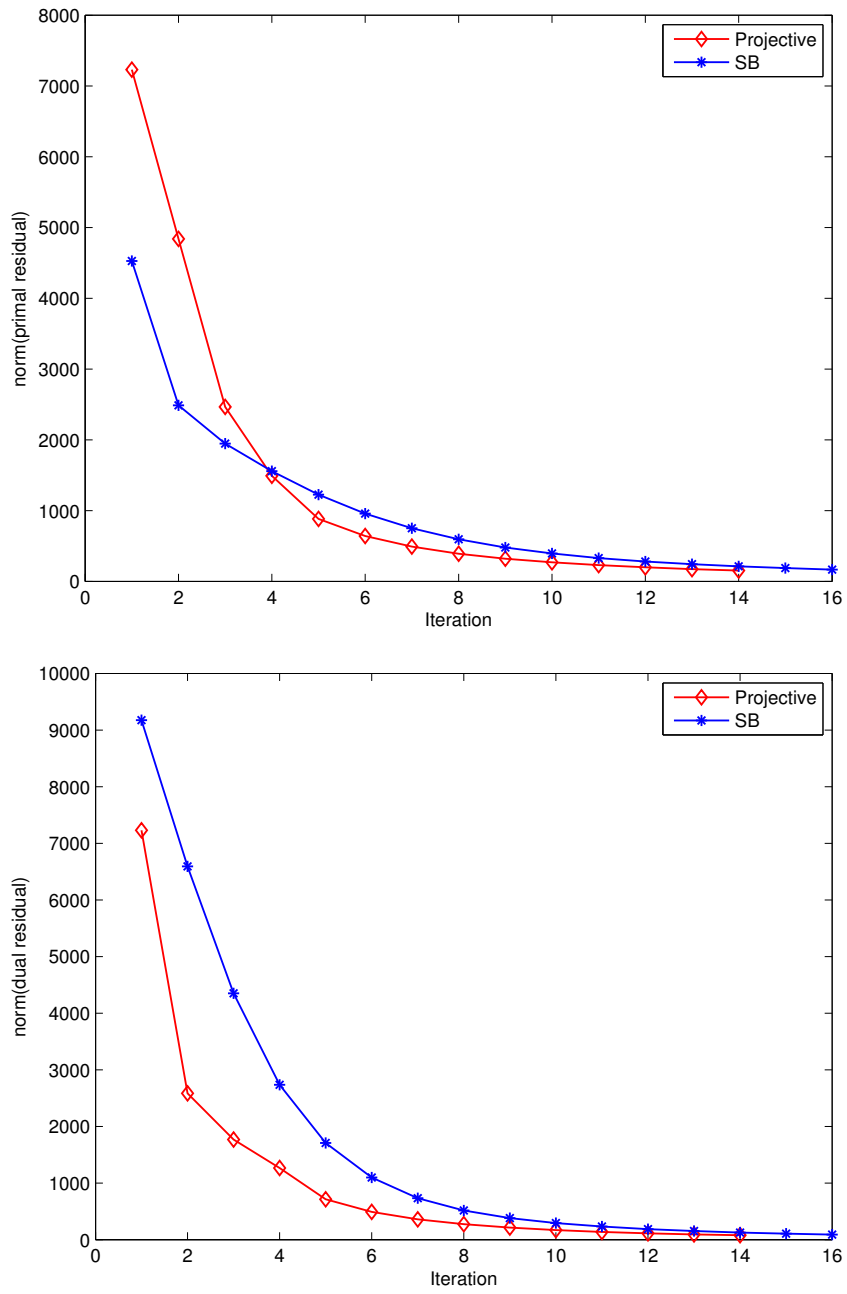 8000
7000
6000
5000
4000
3000
2000
1000
0
norm(primal residual)
Projective
SB
0 2 4 6 8 10 12 14 16
Iteration
10000
9000
8000
7000
6000
5000
4000
3000
2000
1000
0
norm(dual residual)
Projective
SB
0 2 4 6 8 10 12 14 16
Iteration